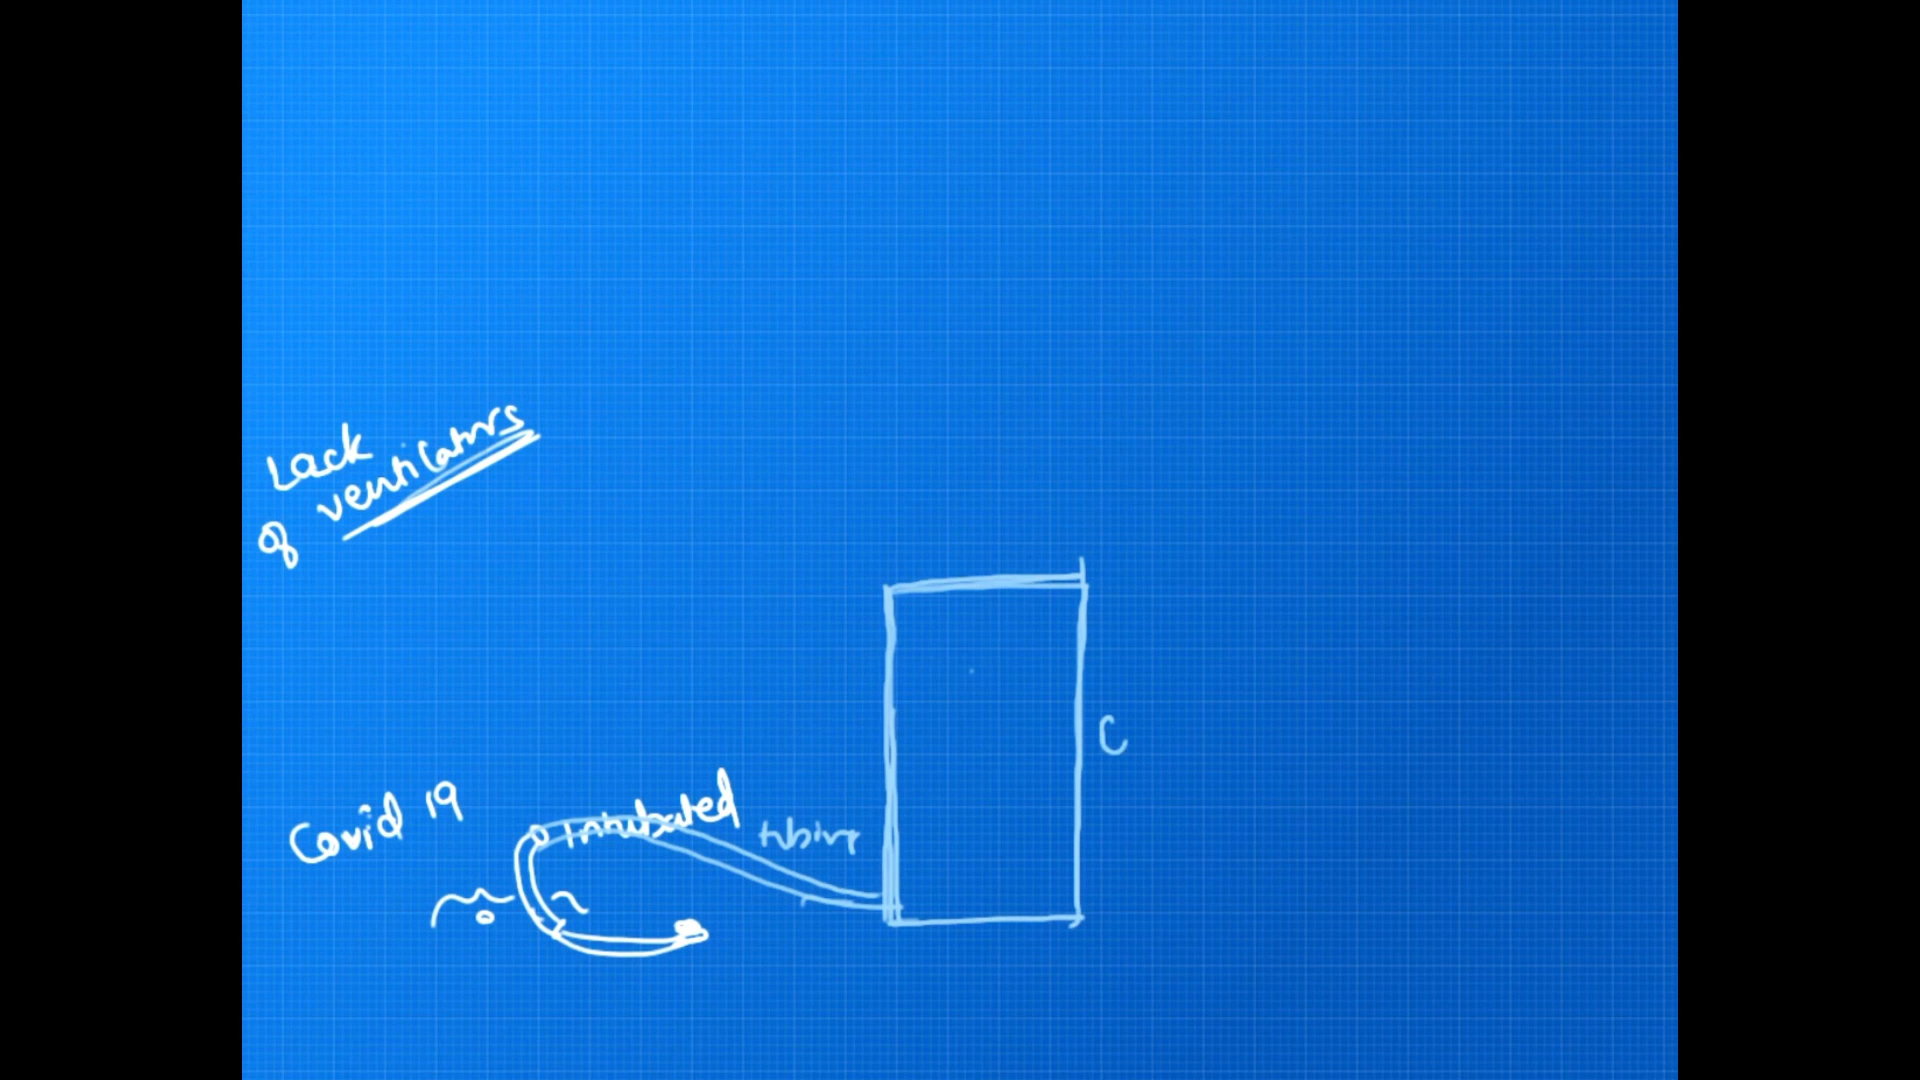 Lack
of ventilators
Covid 19
Intubated
tubing
C